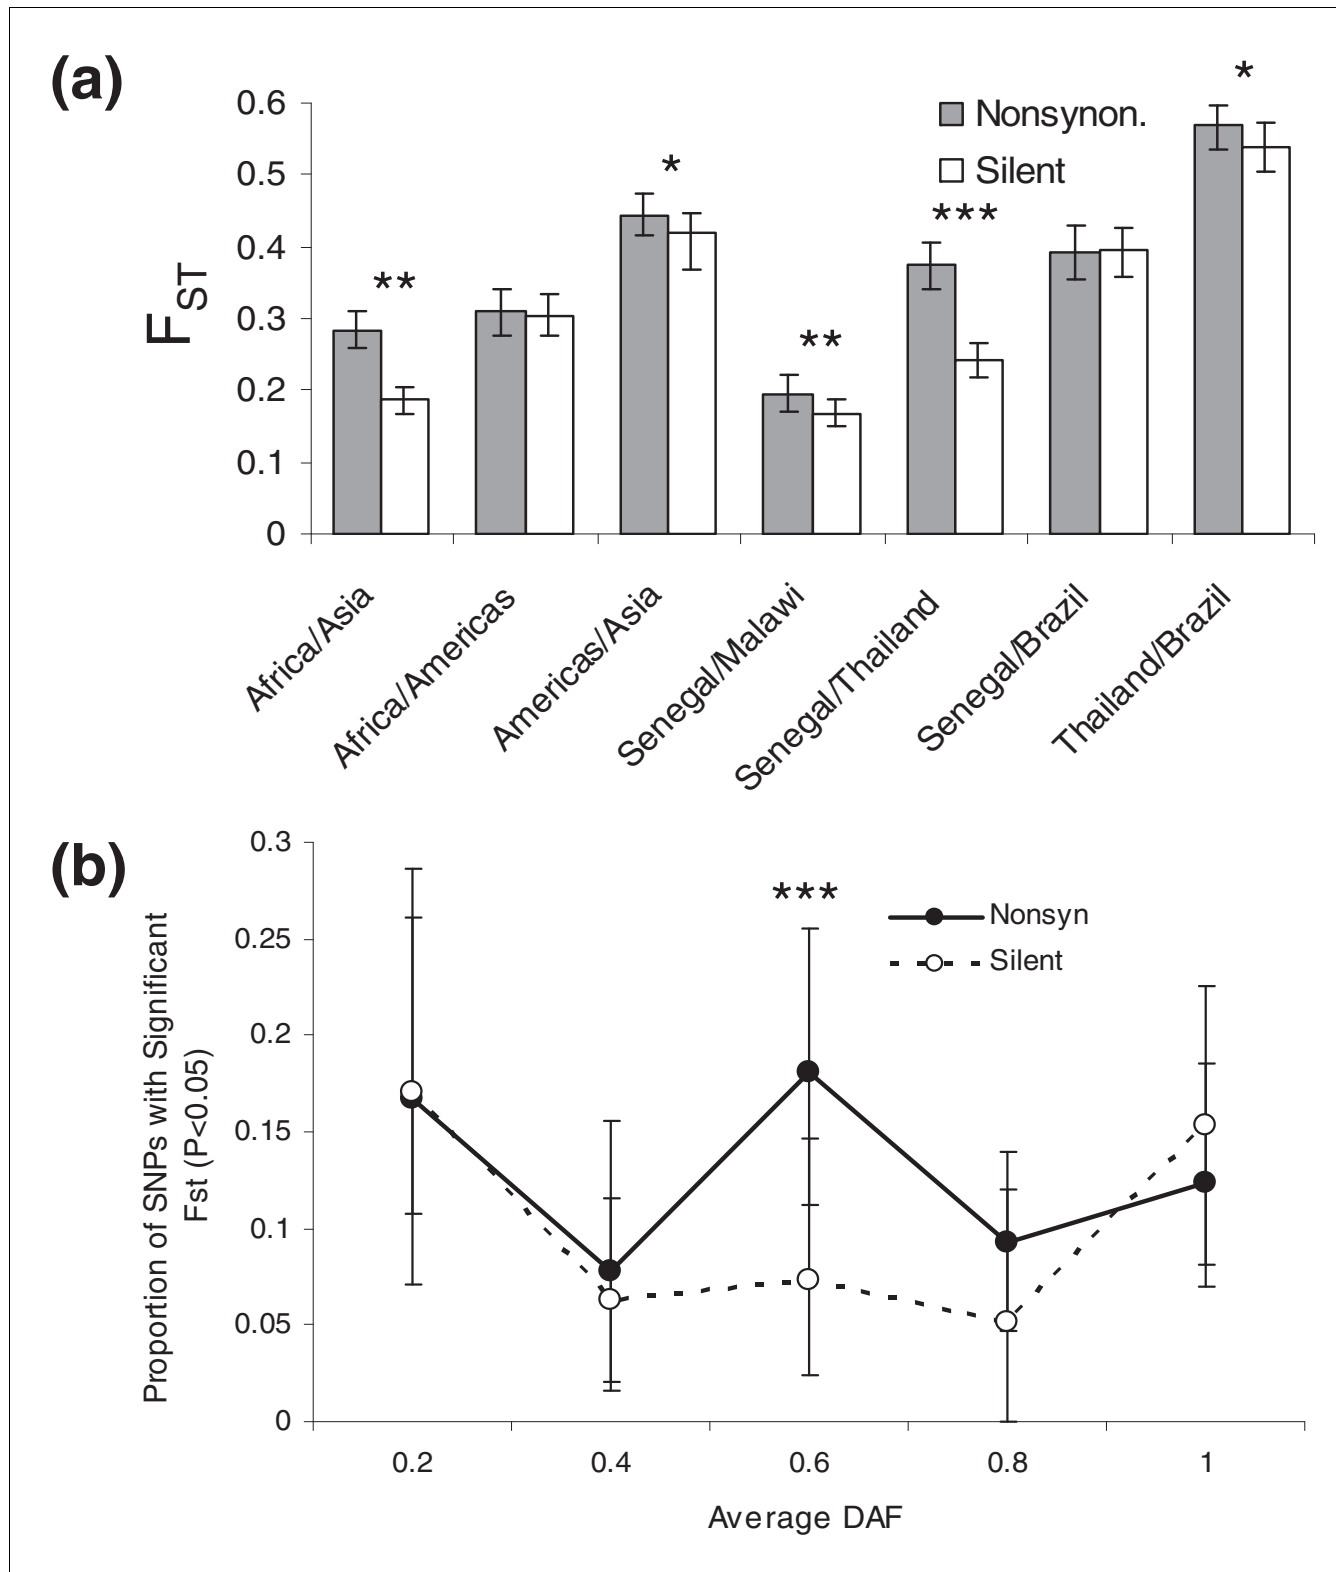 (a)
0.6
0.5
0.4
0.3
0.2
0.1
0
FST
Nonsynon.
Silent
**
*
**
***
*
Africa/Asia
Africa/Americas
Americas/Asia
Senegal/Malawi
Senegal/Thailand
Senegal/Brazil
Thailand/Brazil
(b)
0.3
0.25
0.2
0.15
0.1
0.05
0
Proportion of SNPs with Significant
Fst (P<0.05)
***
Nonsyn
Silent
0.2 0.4 0.6 0.8 1
Average DAF